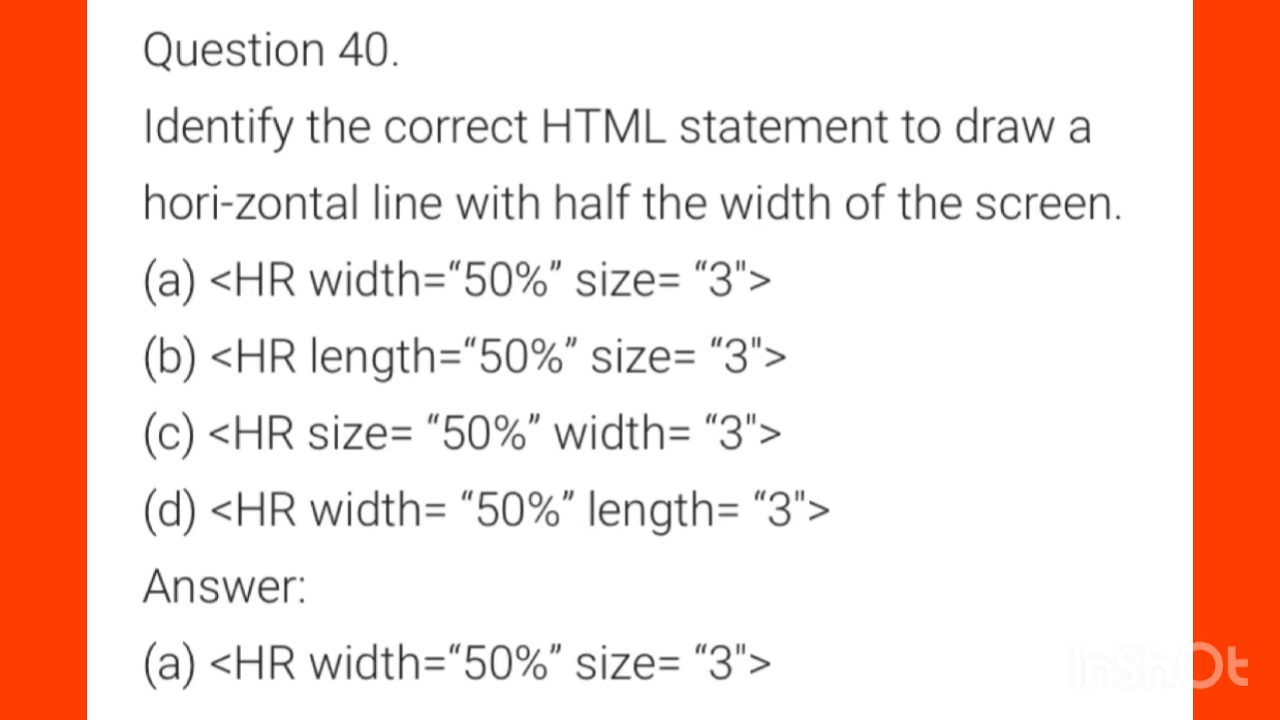 Question 40.
Identify the correct HTML statement to draw a
hori-zontal line with half the width of the screen.
(a) <HR width=“50%” size= “3">
(b) <HR length=“50%” size= “3">
(c) <HR size= “50%” width= “3">
(d) <HR width= “50%” length= “3">
Answer:
(a) <HR width=“50%” size= “3">
InShOt